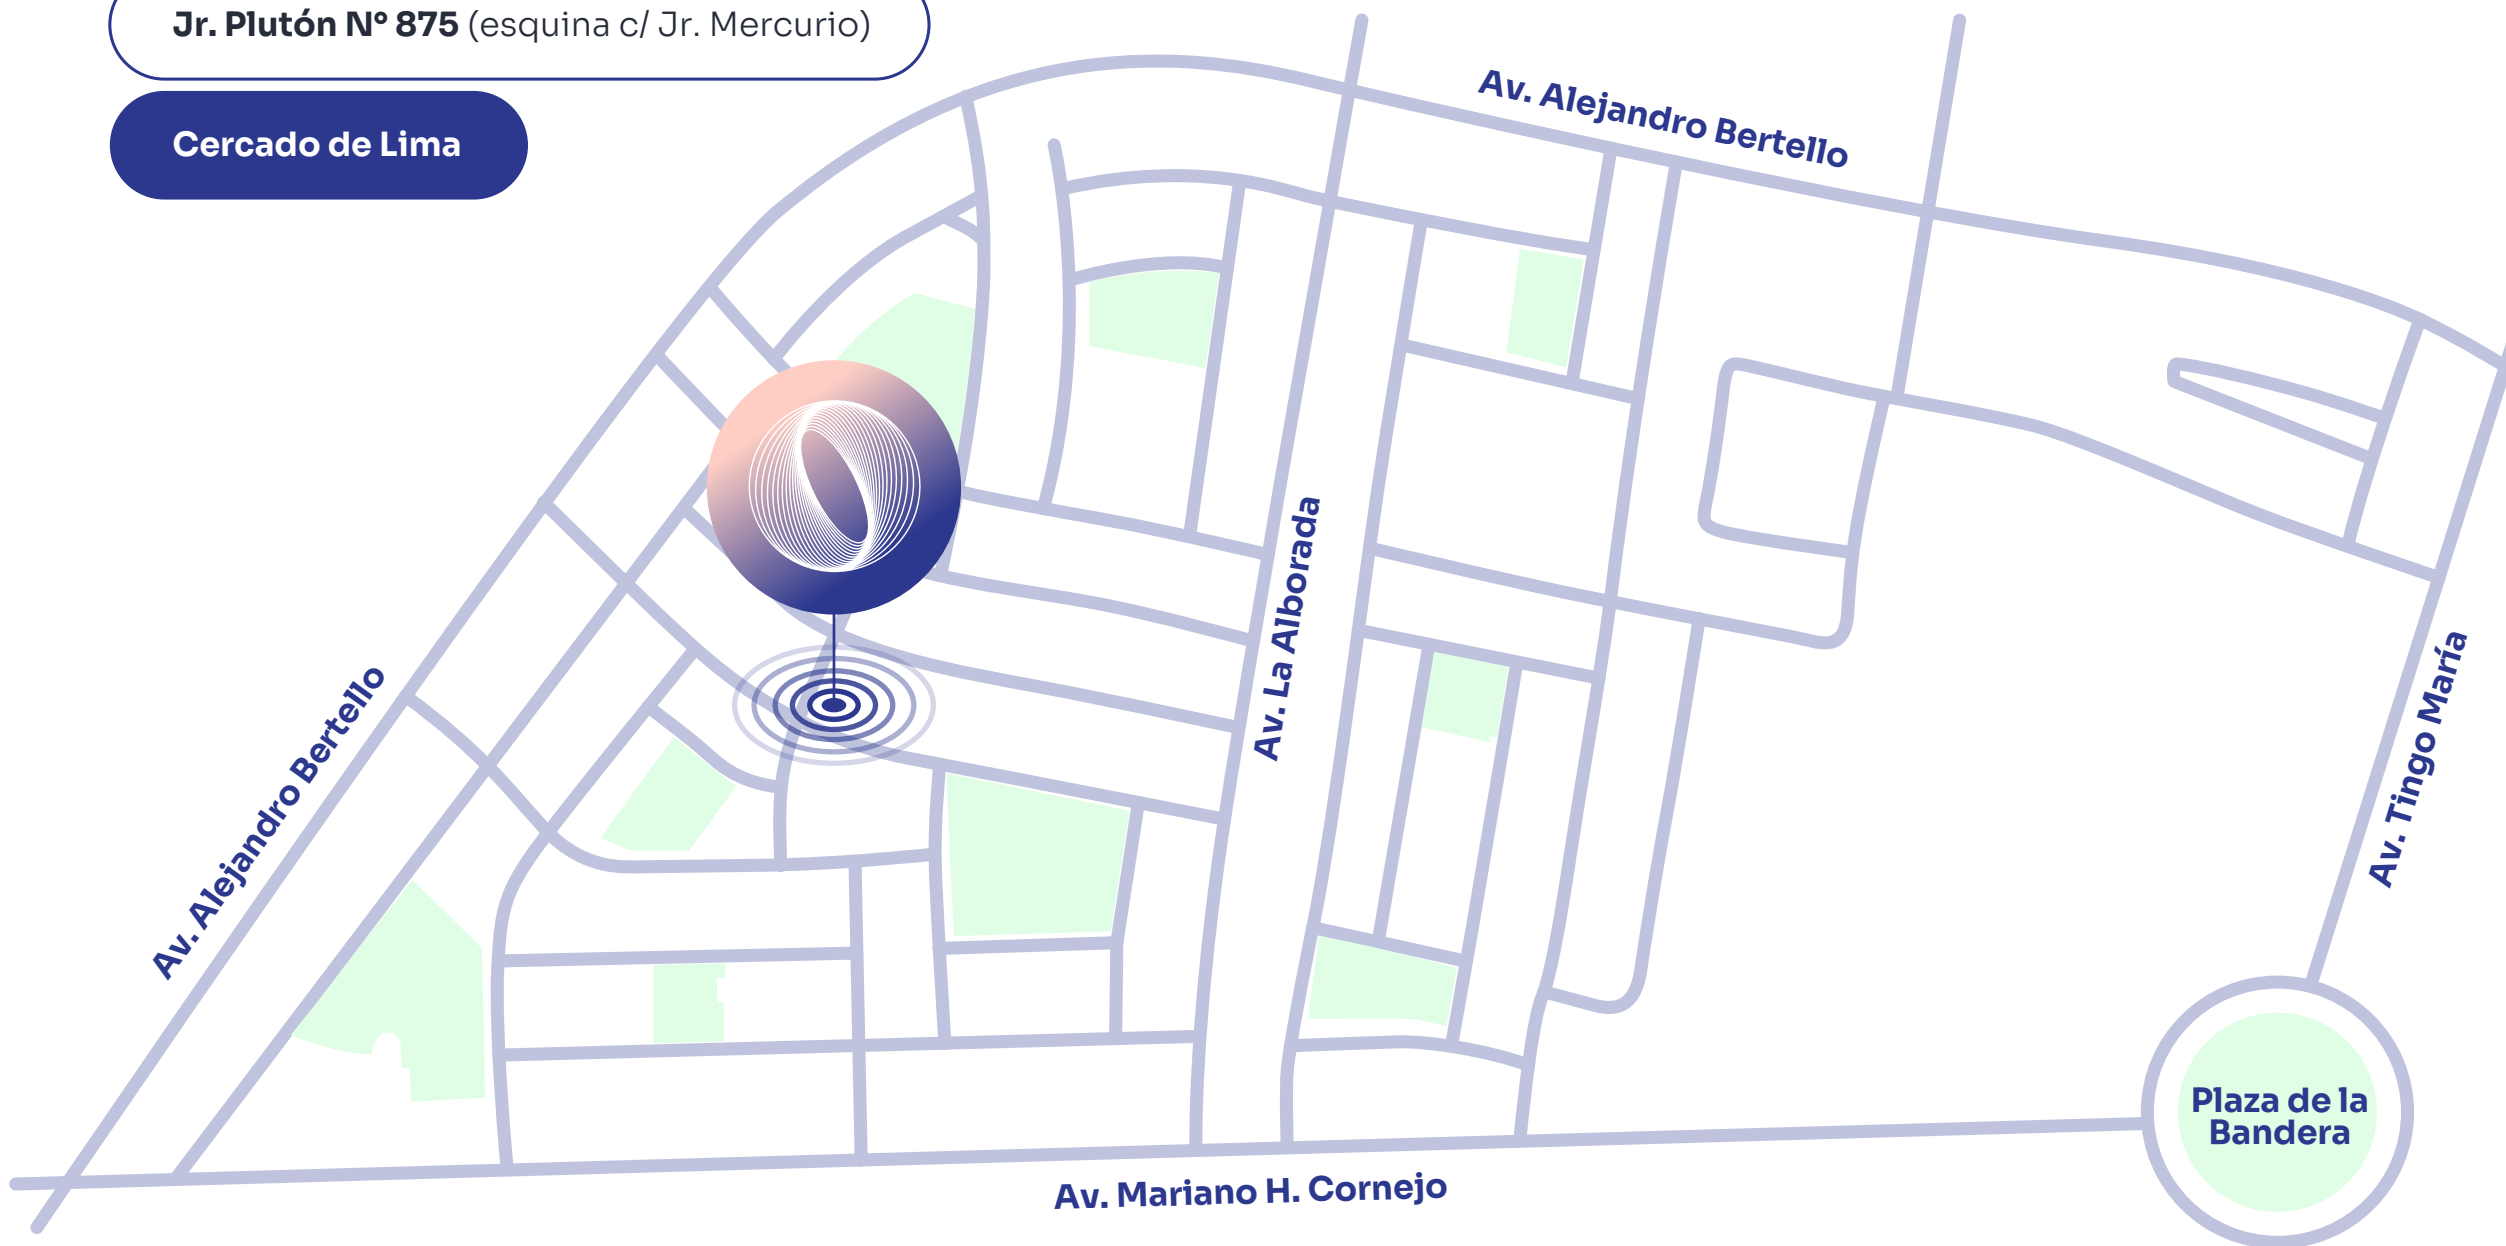 Jr. Plutón Nº 875 (esquina c/ Jr. Mercurio)
Cercado de Lima
Av. Alejandro Bertello
Av. La Alborada
Av. Alejandro Bertello
Av. Tingo María
Plaza de la
Bandera
Av. Mariano H. Cornejo